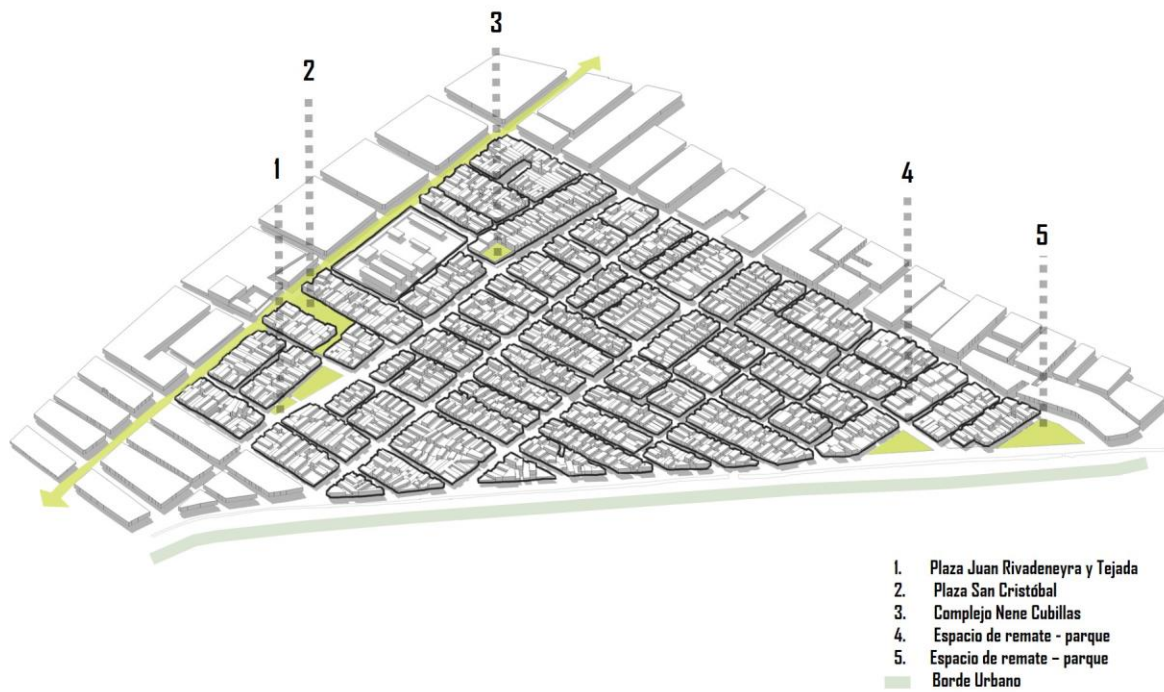 3
2
1
4
5
1. Plaza Juan Rivadeneyra y Tejada
2. Plaza San Cristóbal
3. Complejo Nene Cubillas
4. Espacio de remate - parque
5. Espacio de remate – parque
Borde Urbano